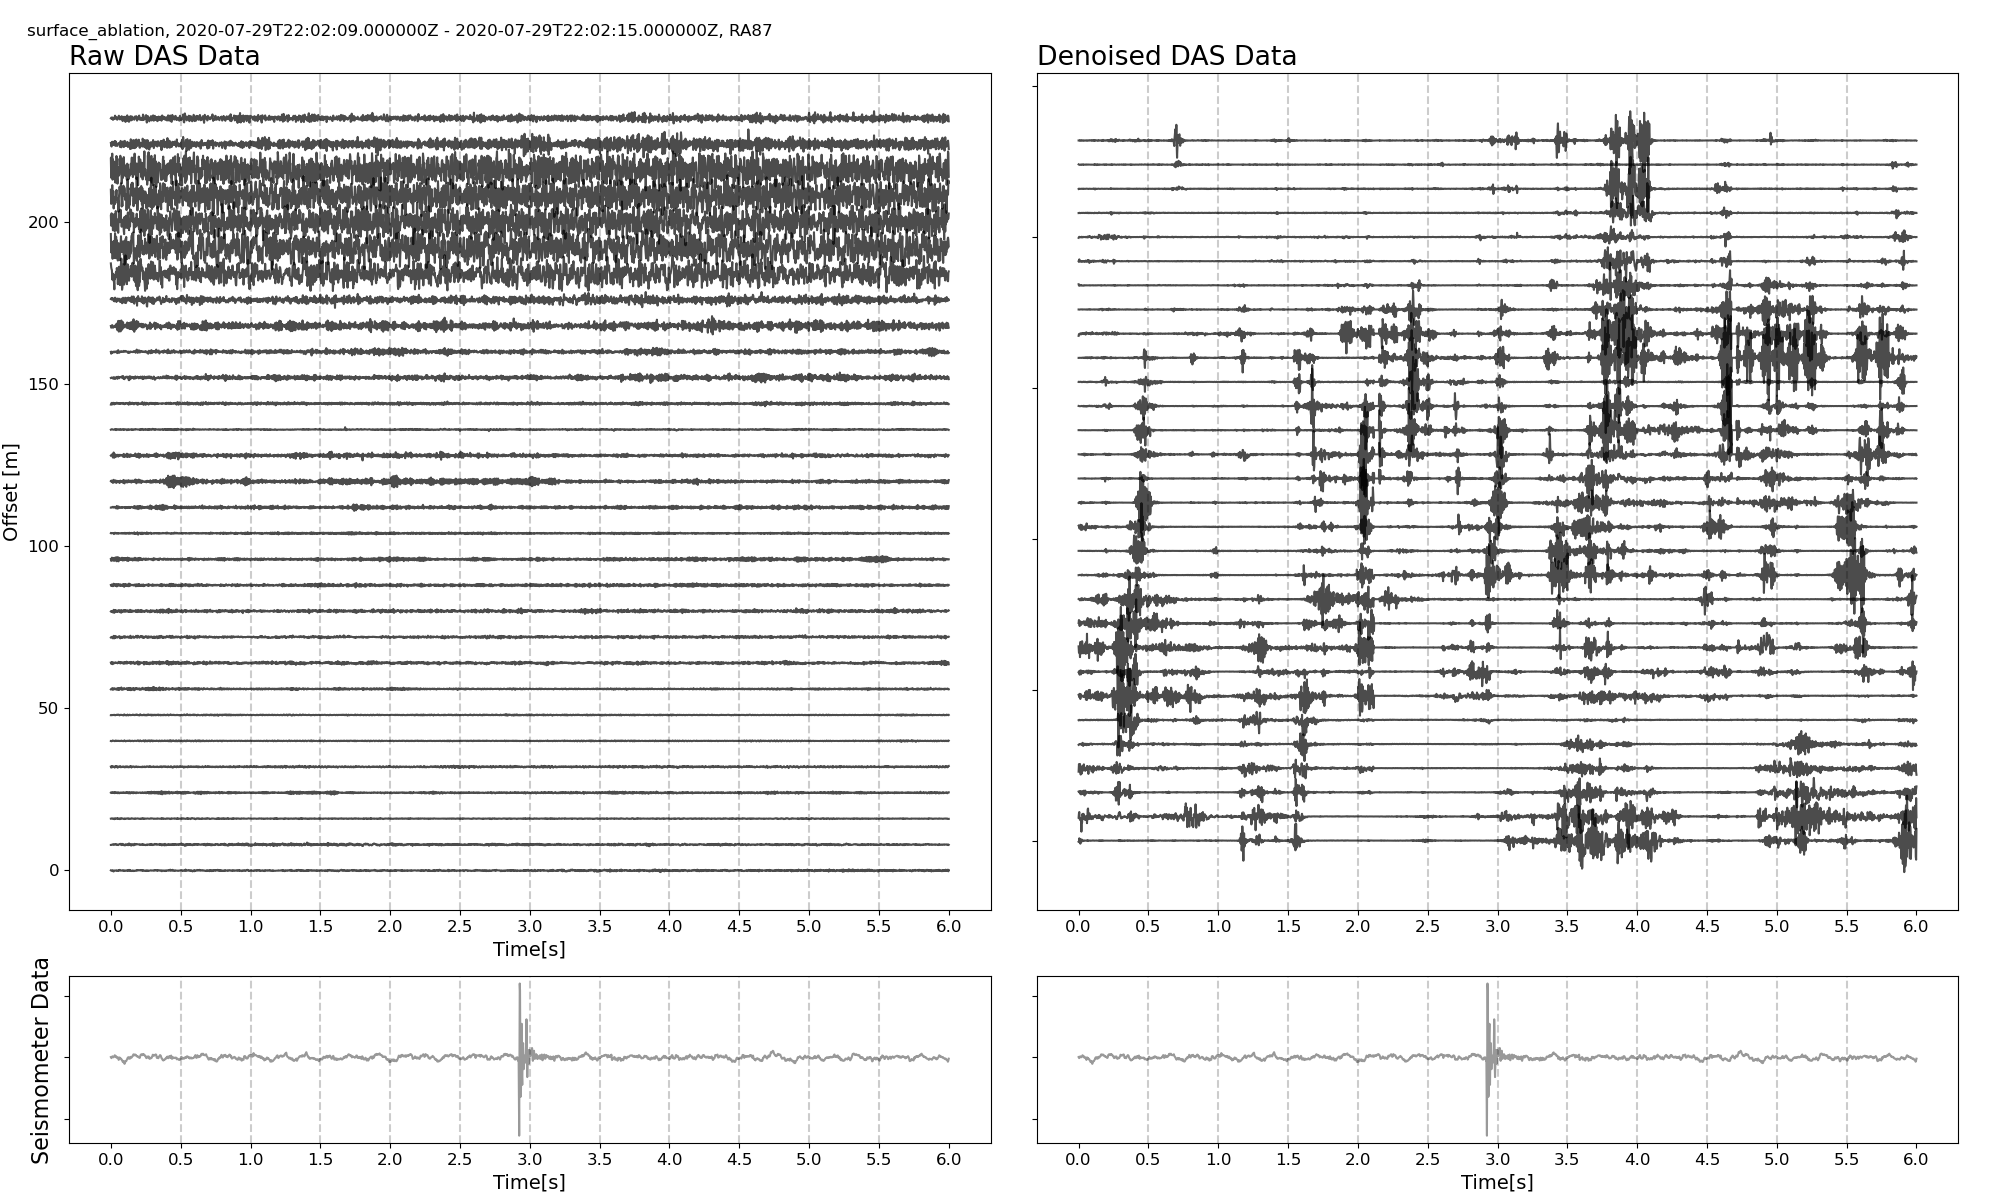 surface_ablation, 2020-07-29T22:02:09.000000Z - 2020-07-29T22:02:15.000000Z, RA87
Raw DAS Data
Denoised DAS Data
Offset [m]
200
150
100
50
0
0.0 0.5 1.0 1.5 2.0 2.5 3.0 3.5 4.0 4.5 5.0 5.5 6.0
Time[s]
0.0 0.5 1.0 1.5 2.0 2.5 3.0 3.5 4.0 4.5 5.0 5.5 6.0
Seismometer Data
0.0 0.5 1.0 1.5 2.0 2.5 3.0 3.5 4.0 4.5 5.0 5.5 6.0
Time[s]
0.0 0.5 1.0 1.5 2.0 2.5 3.0 3.5 4.0 4.5 5.0 5.5 6.0
Time[s]